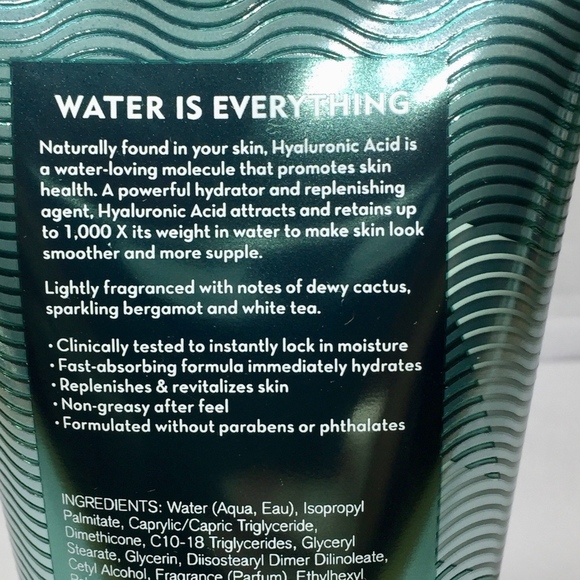 WATER IS EVERYTHING
Naturally found in your skin, Hyaluronic Acid is
a water-loving molecule that promotes skin
health. A powerful hydrator and replenishing
agent, Hyaluronic Acid attracts and retains up
to 1,000 X its weight in water to make skin look
smoother and more supple.
Lightly fragranced with notes of dewy cactus,
sparkling bergamot and white tea.
• Clinically tested to instantly lock in moisture
• Fast-absorbing formula immediately hydrates
• Replenishes & revitalizes skin
• Non-greasy after feel
• Formulated without parabens or phthalates
INGREDIENTS: Water (Aqua, Eau), Isopropyl
Palmitate, Caprylic/Capric Triglyceride,
Dimethicone, C10-18 Triglycerides, Glyceryl
Stearate, Glycerin, Diisostearyl Dimer Dilinoleate,
Cetyl Alcohol, Fragrance (Parfum), Ethylhexyl